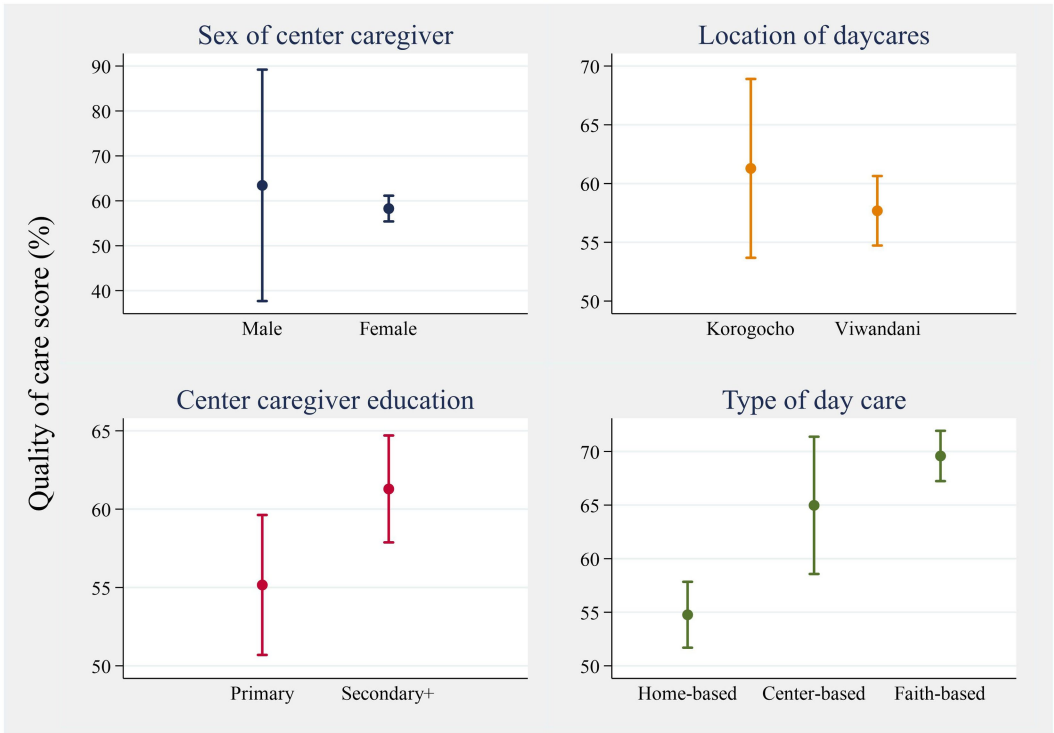 Quality of care score (%)
Sex of center caregiver
90
80
70
60
50
40
Male Female
Location of daycares
70
65
60
55
50
Korogocho Viwandani
Center caregiver education
65
60
55
50
Primary Secondary+
Type of day care
70
65
60
55
50
Home-based Center-based Faith-based